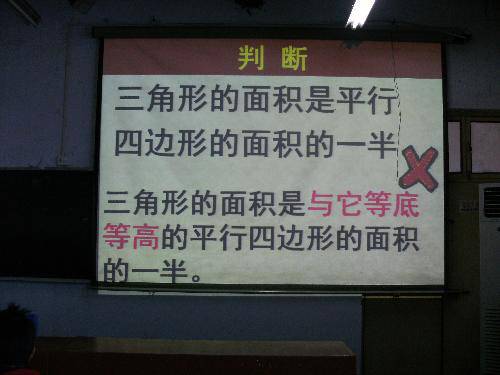 判断
三角形的面积是平行
四边形的面积的一半
三角形的面积是与它等底
等高的平行四边形的面积
的一半。